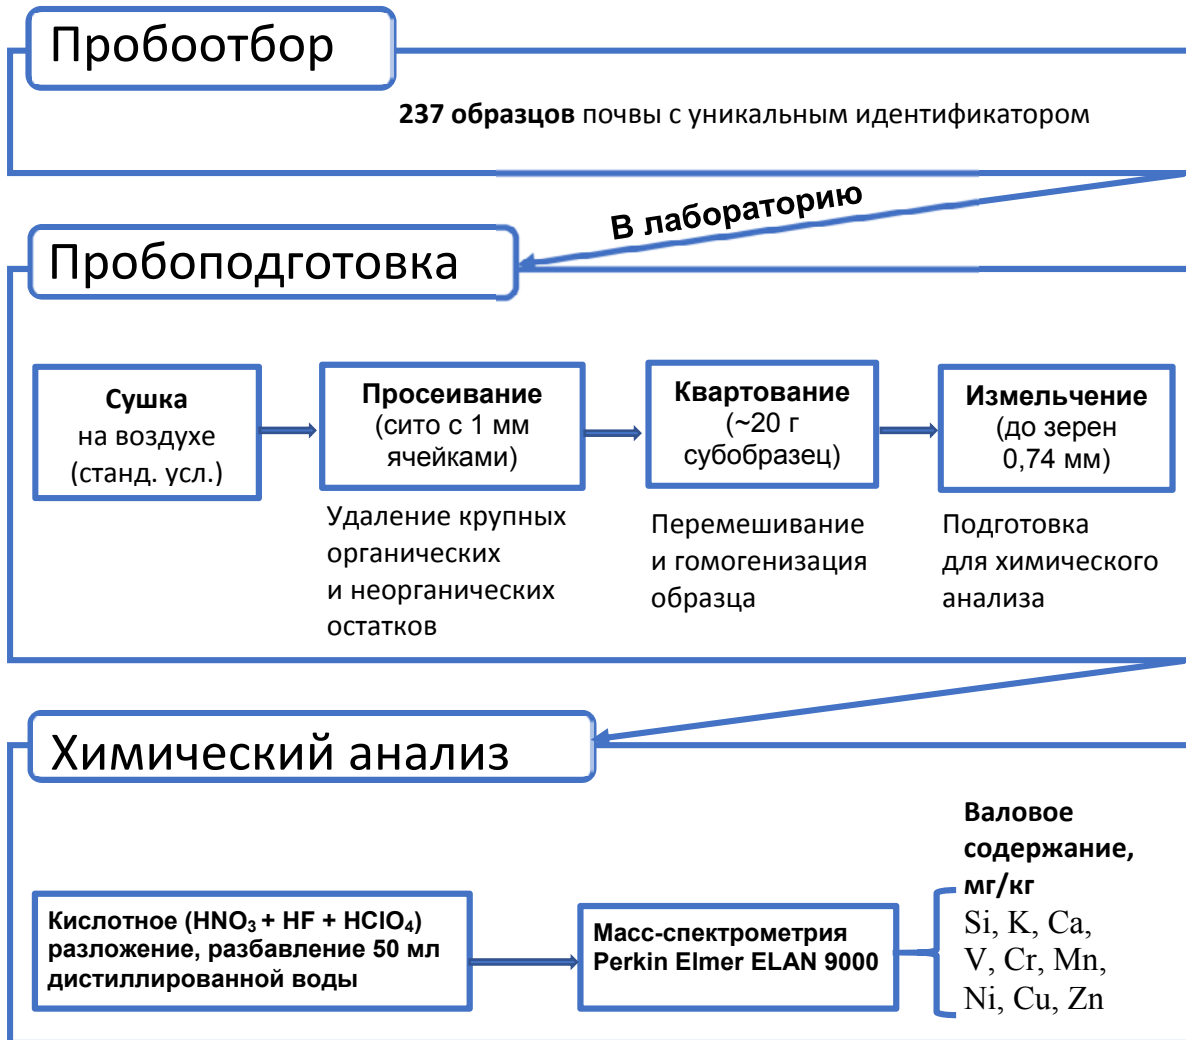 Пробоотбор
237 образцов почвы с уникальным идентификатором
В лабораторию
Пробоподготовка
Сушка
на воздухе
(станд. усл.)
Просеивание
(сито с 1 мм
ячейками)
Удаление крупных
органических
и неорганических
остатков
Квартование
(~20 г
субобразец)
Перемешивание
и гомогенизация
образца
Измельчение
(до зерен
0,74 мм)
Подготовка
для химического
анализа
Химический анализ
Кислотное (HNO₃ + HF + HClO₄)
разложение, разбавление 50 мл
дистиллированной воды
Масс-спектрометрия
Perkin Elmer ELAN 9000
Валовое
содержание,
мг/кг
Si, K, Ca,
V, Cr, Mn,
Ni, Cu, Zn